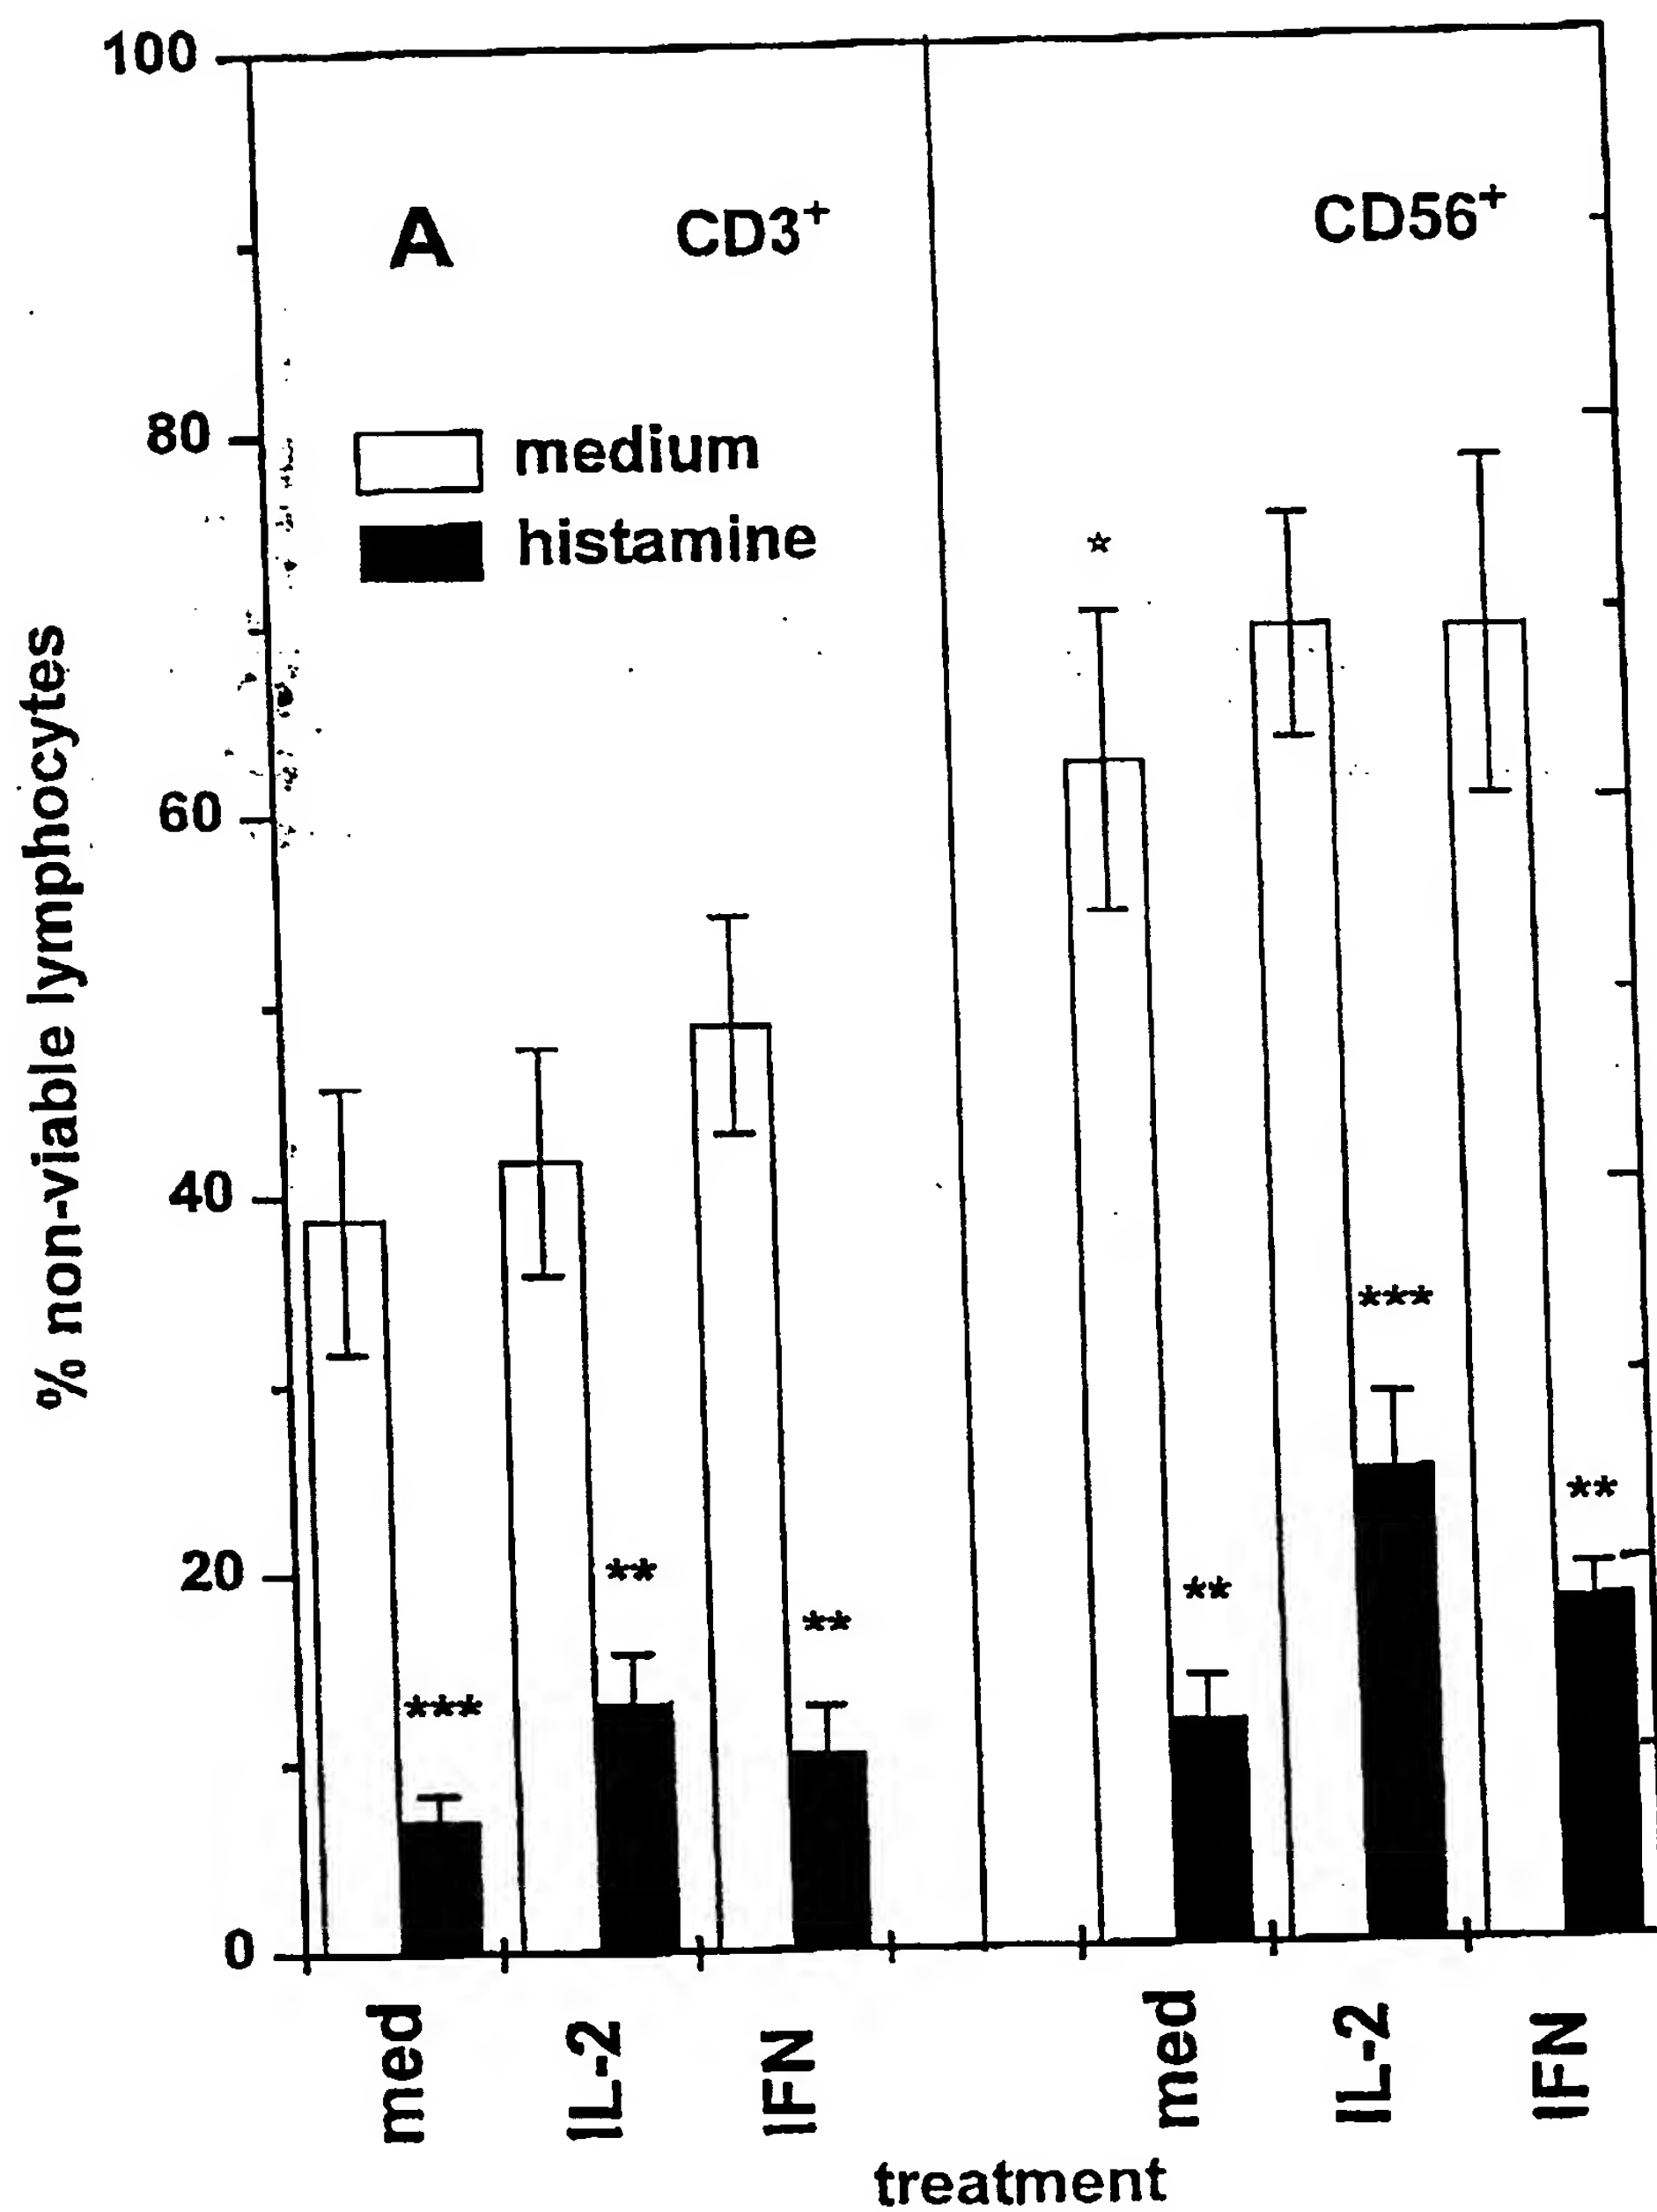 100
A CD3⁺ CD56⁺
80
medium
histamine
☆
60
% non-viable lymphocytes
40
***
20
**
**
**
**
***
0
med IL-2 IFN med IL-2 IFN
treatment